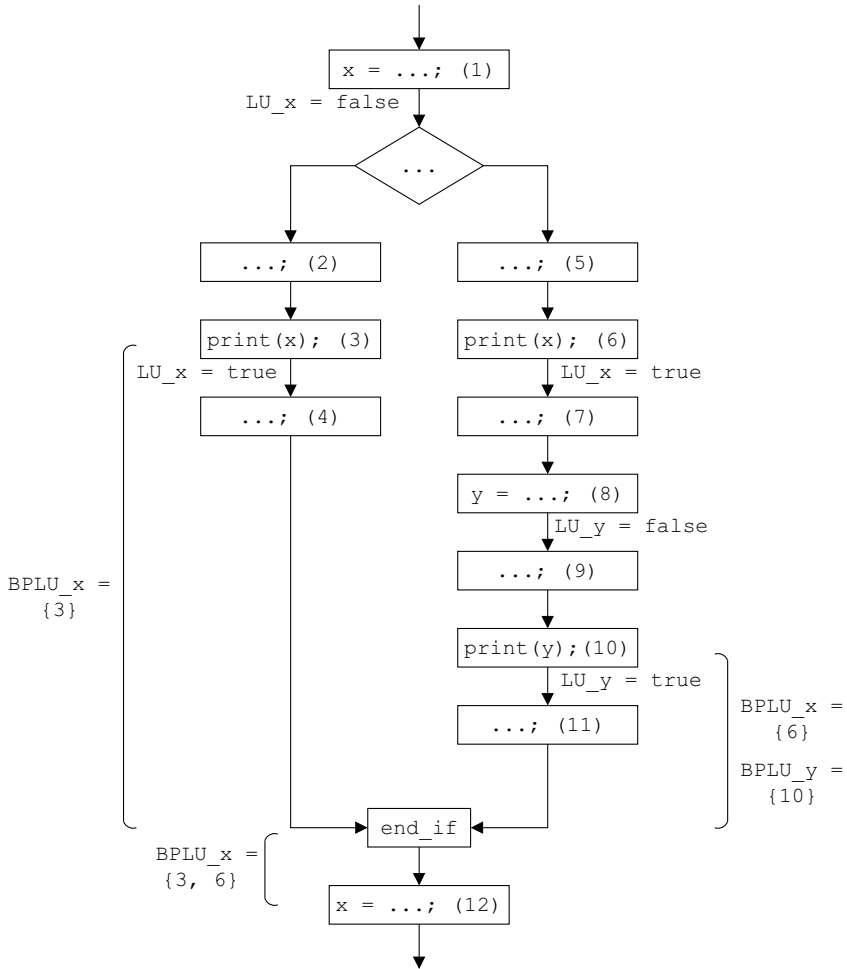 x = ...; (1)
LU_x = false
...
...; (2)
...; (5)
print(x); (3)
print(x); (6)
LU_x = true
LU_x = true
...; (4)
...; (7)
y = ...; (8)
LU_y = false
...; (9)
BPLU_x =
{3}
print(y);(10)
LU_y = true
...; (11)
BPLU_x =
{6}
BPLU_y =
{10}
end_if
BPLU_x =
{3, 6}
x = ...; (12)